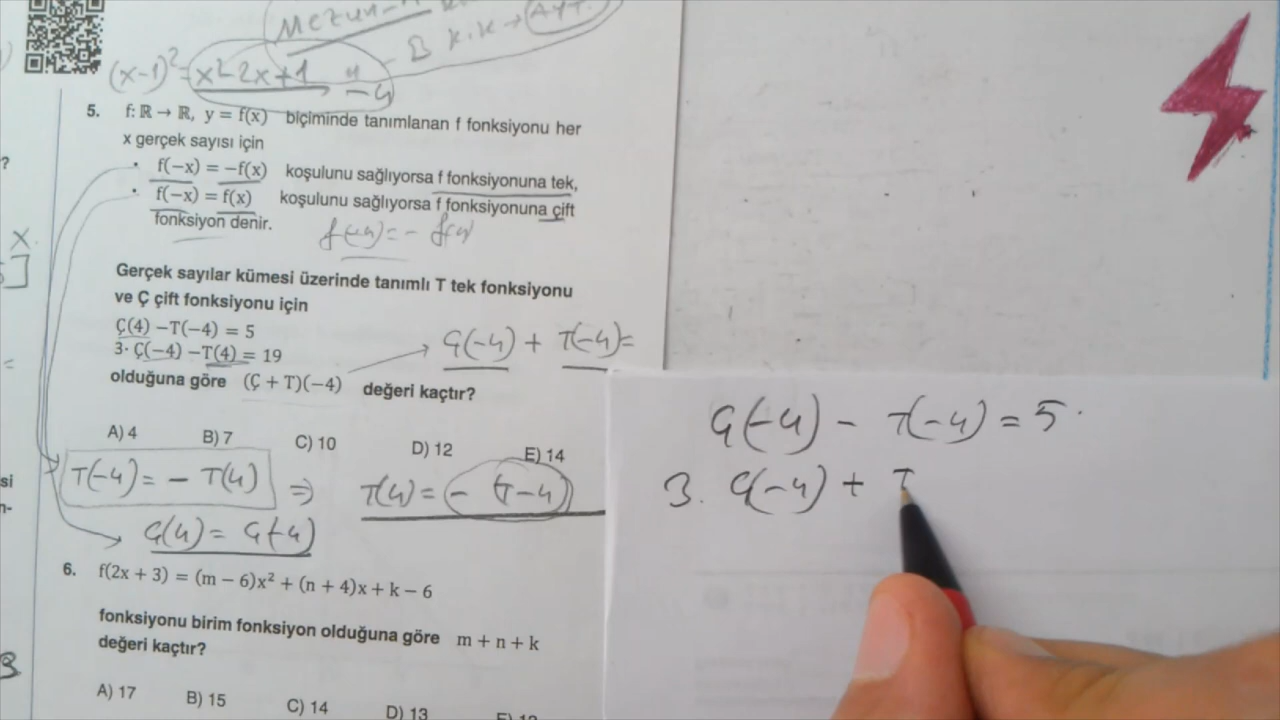 (x-1)² = x²-2x+1
-4
5. f: ℝ → ℝ, y = f(x) biçiminde tanımlanan f fonksiyonu her
x gerçek sayısı için
• f(−x) = −f(x) koşulunu sağlıyorsa f fonksiyonuna tek,
• f(−x) = f(x) koşulunu sağlıyorsa f fonksiyonuna çift
fonksiyon denir.
Gerçek sayılar kümesi üzerinde tanımlı T tek fonksiyonu
ve Ç çift fonksiyonu için
Ç(4) −T(−4) = 5
3· Ç(−4) −T(4) = 19
Ç(-4) + T(-4)=
olduğuna göre (Ç + T)(−4) değeri kaçtır?
A) 4 B) 7 C) 10 D) 12 E) 14
T(-4) = - T(4) ⇒ T(4) = - (T-4)
Ç(4) = Ç(-4)
Ç(-4) - T(-4) = 5
3. Ç(-4) + T
6. f(2x + 3) = (m − 6)x² + (n + 4)x + k − 6
fonksiyonu birim fonksiyon olduğuna göre m + n + k
değeri kaçtır?
A) 17 B) 15 C) 14 D) 13